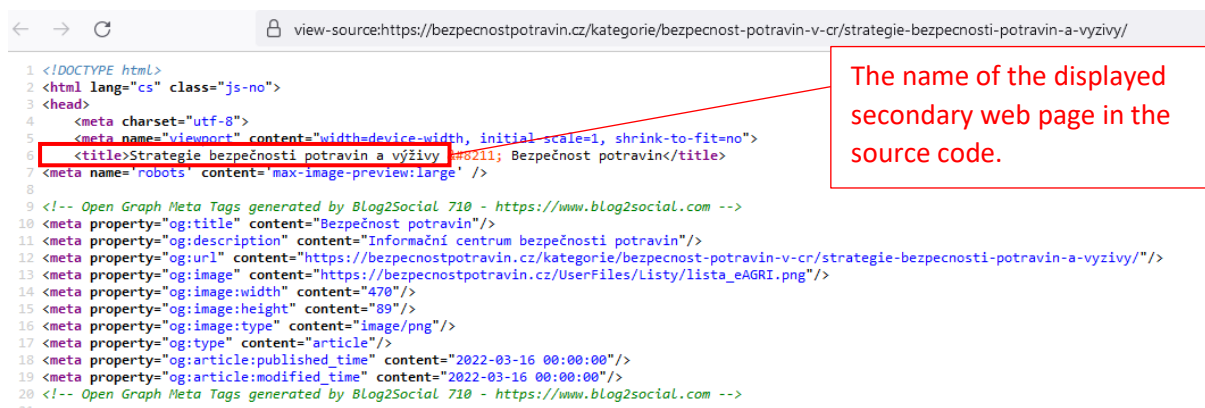 view-source:https://bezpecnostpotravin.cz/kategorie/bezpecnost-potravin-v-cr/strategie-bezpecnosti-potravin-a-vyzivy/
The name of the displayed
secondary web page in the
source code.
1 <!DOCTYPE html>
2 <html lang="cs" class="js-no">
3 <head>
4 <meta charset="utf-8">
5 <meta name="viewport" content="width=device-width, initial-scale=1, shrink-to-fit=no">
6 <title>Strategie bezpečnosti potravin a výživy &#8211; Bezpečnost potravin</title>
7 <meta name='robots' content='max-image-preview:large' />
8
9 <!-- Open Graph Meta Tags generated by Blog2Social 710 - https://www.blog2social.com -->
10 <meta property="og:title" content="Bezpečnost potravin"/>
11 <meta property="og:description" content="Informační centrum bezpečnosti potravin"/>
12 <meta property="og:url" content="https://bezpecnostpotravin.cz/kategorie/bezpecnost-potravin-v-cr/strategie-bezpecnosti-potravin-a-vyzivy/"/>
13 <meta property="og:image" content="https://bezpecnostpotravin.cz/UserFiles/Listy/lista_eAGRI.png"/>
14 <meta property="og:image:width" content="470"/>
15 <meta property="og:image:height" content="89"/>
16 <meta property="og:image:type" content="image/png"/>
17 <meta property="og:type" content="article"/>
18 <meta property="og:article:published_time" content="2022-03-16 00:00:00"/>
19 <meta property="og:article:modified_time" content="2022-03-16 00:00:00"/>
20 <!-- Open Graph Meta Tags generated by Blog2Social 710 - https://www.blog2social.com -->